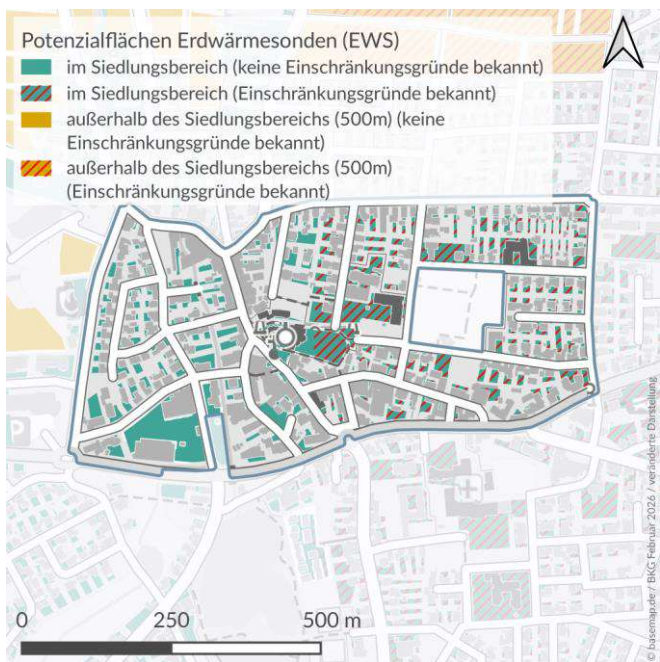 Potenzialflächen Erdwärmesonden (EWS)
im Siedlungsbereich (keine Einschränkungsgründe bekannt)
im Siedlungsbereich (Einschränkungsgründe bekannt)
außerhalb des Siedlungsbereichs (500m) (keine
Einschränkungsgründe bekannt)
außerhalb des Siedlungsbereichs (500m)
(Einschränkungsgründe bekannt)
P
0 250 500 m
© basemap.de / BKG Februar 2026 / veränderte Darstellung